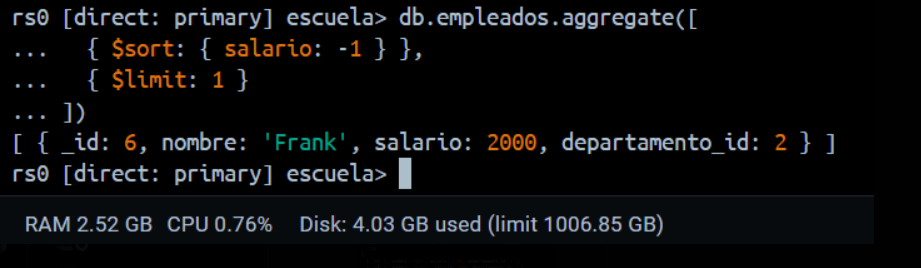 rs0 [direct: primary] escuela> db.empleados.aggregate([
...   { $sort: { salario: -1 } },
...   { $limit: 1 }
... ])
[ { _id: 6, nombre: 'Frank', salario: 2000, departamento_id: 2 } ]
rs0 [direct: primary] escuela>
RAM 2.52 GB CPU 0.76% Disk: 4.03 GB used (limit 1006.85 GB)